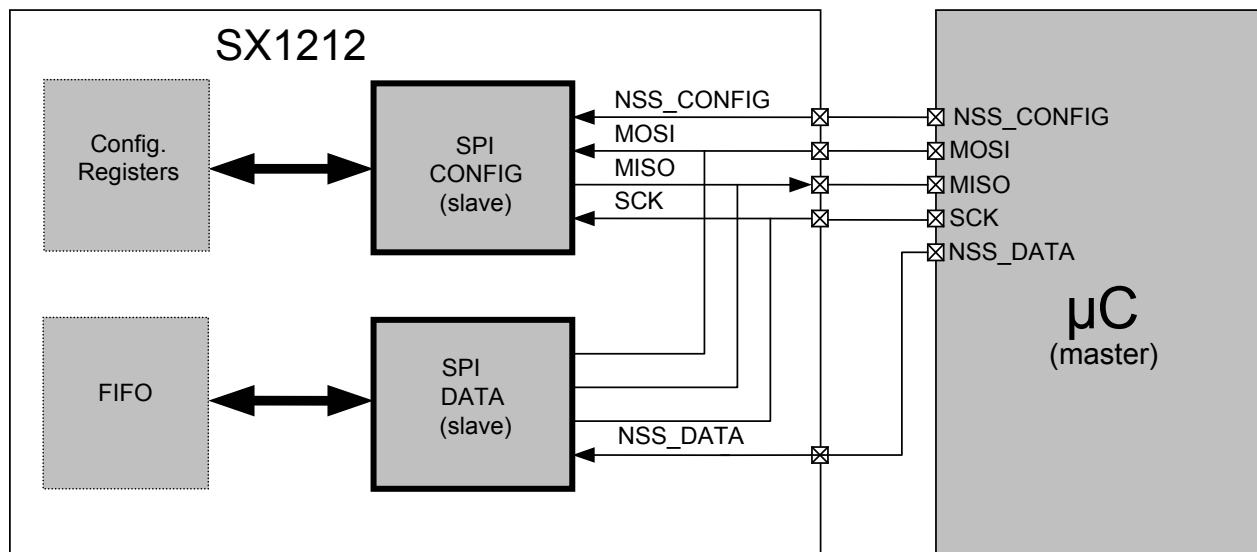 SX1212
Config.
Registers
SPI
CONFIG
(slave)
NSS_CONFIG
MOSI
MISO
SCK
NSS_CONFIG
MOSI
MISO
SCK
NSS_DATA
µC
(master)
FIFO
SPI
DATA
(slave)
NSS_DATA